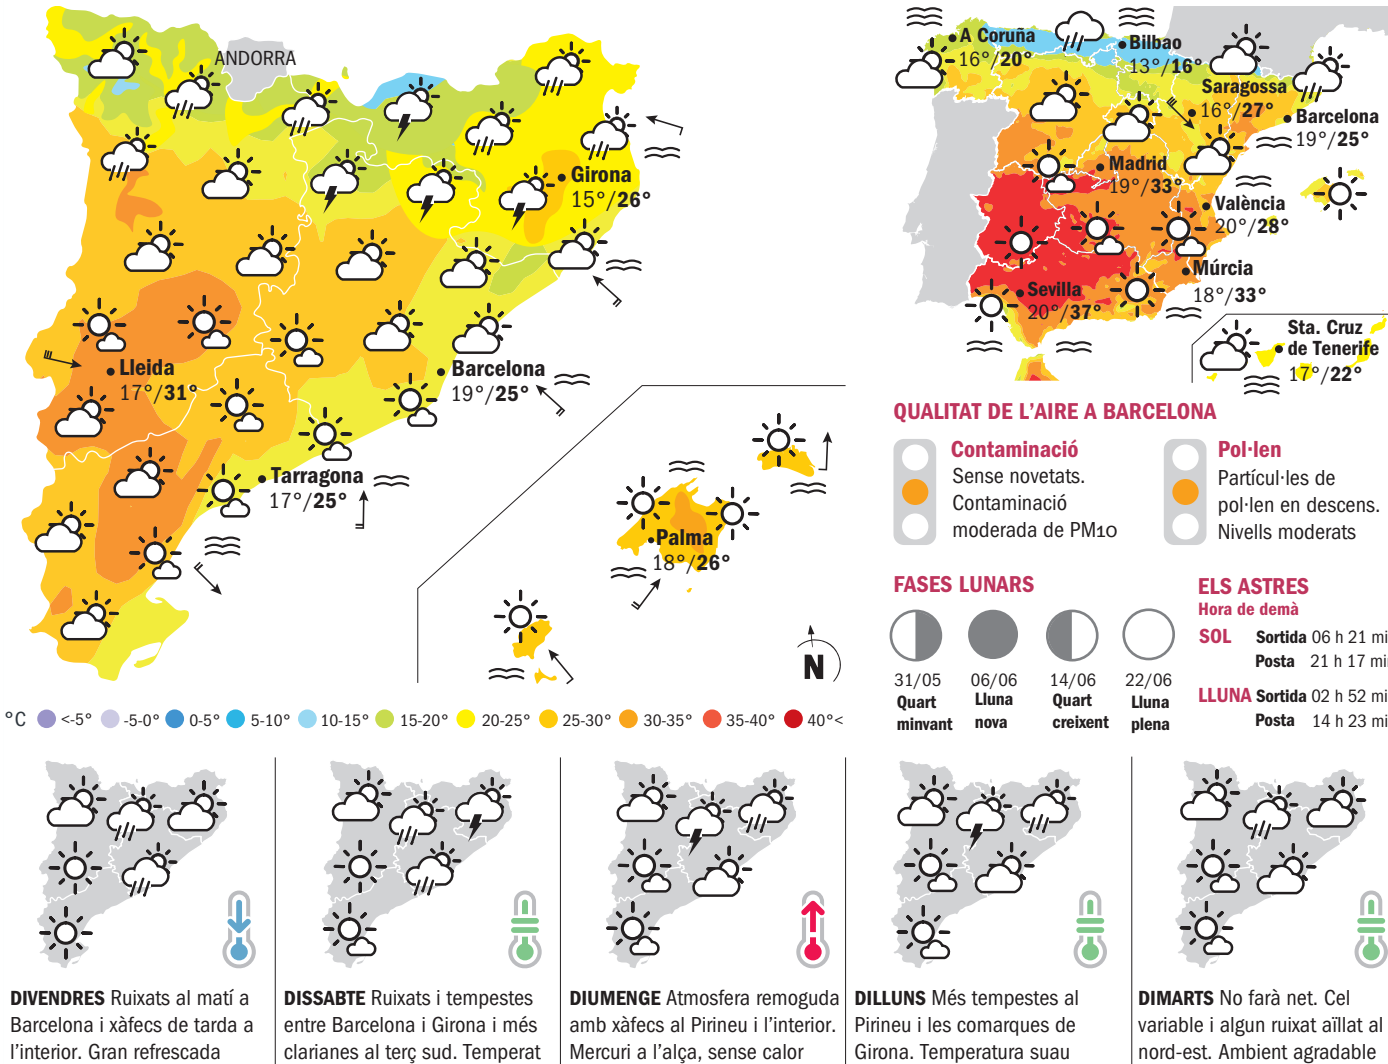 ANDORRA
Girona
15°/26°
Lleida
17°/31°
Barcelona
19°/25°
Tarragona
17°/25°
Palma
18°/26°
N
A Coruña
16°/20°
Bilbao
13°/16°
Saragossa
16°/27°
Barcelona
19°/25°
Madrid
19°/33°
València
20°/28°
Múrcia
18°/33°
Sevilla
20°/37°
Sta. Cruz
de Tenerife
17°/22°
°C <-5° -5-0° 0-5° 5-10° 10-15° 15-20° 20-25° 25-30° 30-35° 35-40° 40°<
QUALITAT DE L'AIRE A BARCELONA
Contaminació
Sense novetats.
Contaminació
moderada de PM10
Pol·len
Partícul·les de
pol·len en descens.
Nivells moderats
FASES LUNARS
31/05
Quart
minvant
06/06
Lluna
nova
14/06
Quart
creixent
22/06
Lluna
plena
ELS ASTRES
Hora de demà
SOL Sortida 06 h 21 mi
Posta 21 h 17 mi
LLUNA Sortida 02 h 52 mi
Posta 14 h 23 mi
DIVENDRES Ruixats al matí a
Barcelona i xàfecs de tarda a
l'interior. Gran refrescada
DISSABTE Ruixats i tempestes
entre Barcelona i Girona i més
clarianes al terç sud. Temperat
DIUMENGE Atmosfera remoguda
amb xàfecs al Pirineu i l'interior.
Mercuri a l'alça, sense calor
DILLUNS Més tempestes al
Pirineu i les comarques de
Girona. Temperatura suau
DIMARTS No farà net. Cel
variable i algun ruixat aïllat al
nord-est. Ambient agradable